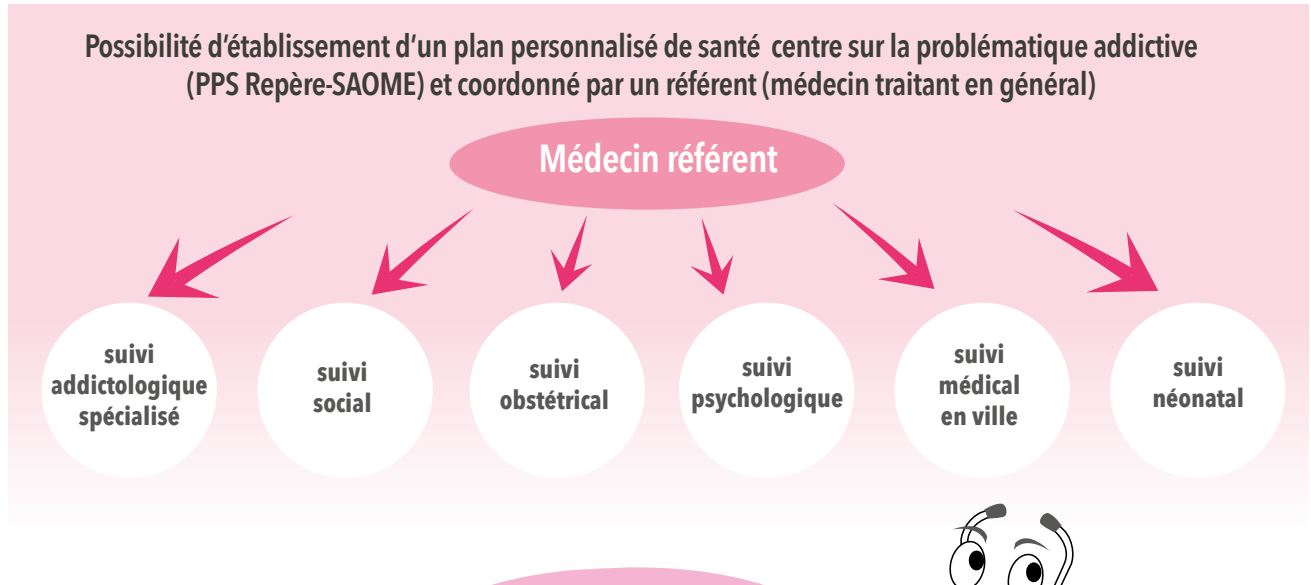 Possibilité d'établissement d'un plan personnalisé de santé centre sur la problématique addictive
(PPS Repère-SAOME) et coordonné par un référent (médecin traitant en général)
Médecin référent
suivi
addictologique
spécialisé
suivi
social
suivi
obstétrical
suivi
psychologique
suivi
médical
en ville
suivi
néonatal